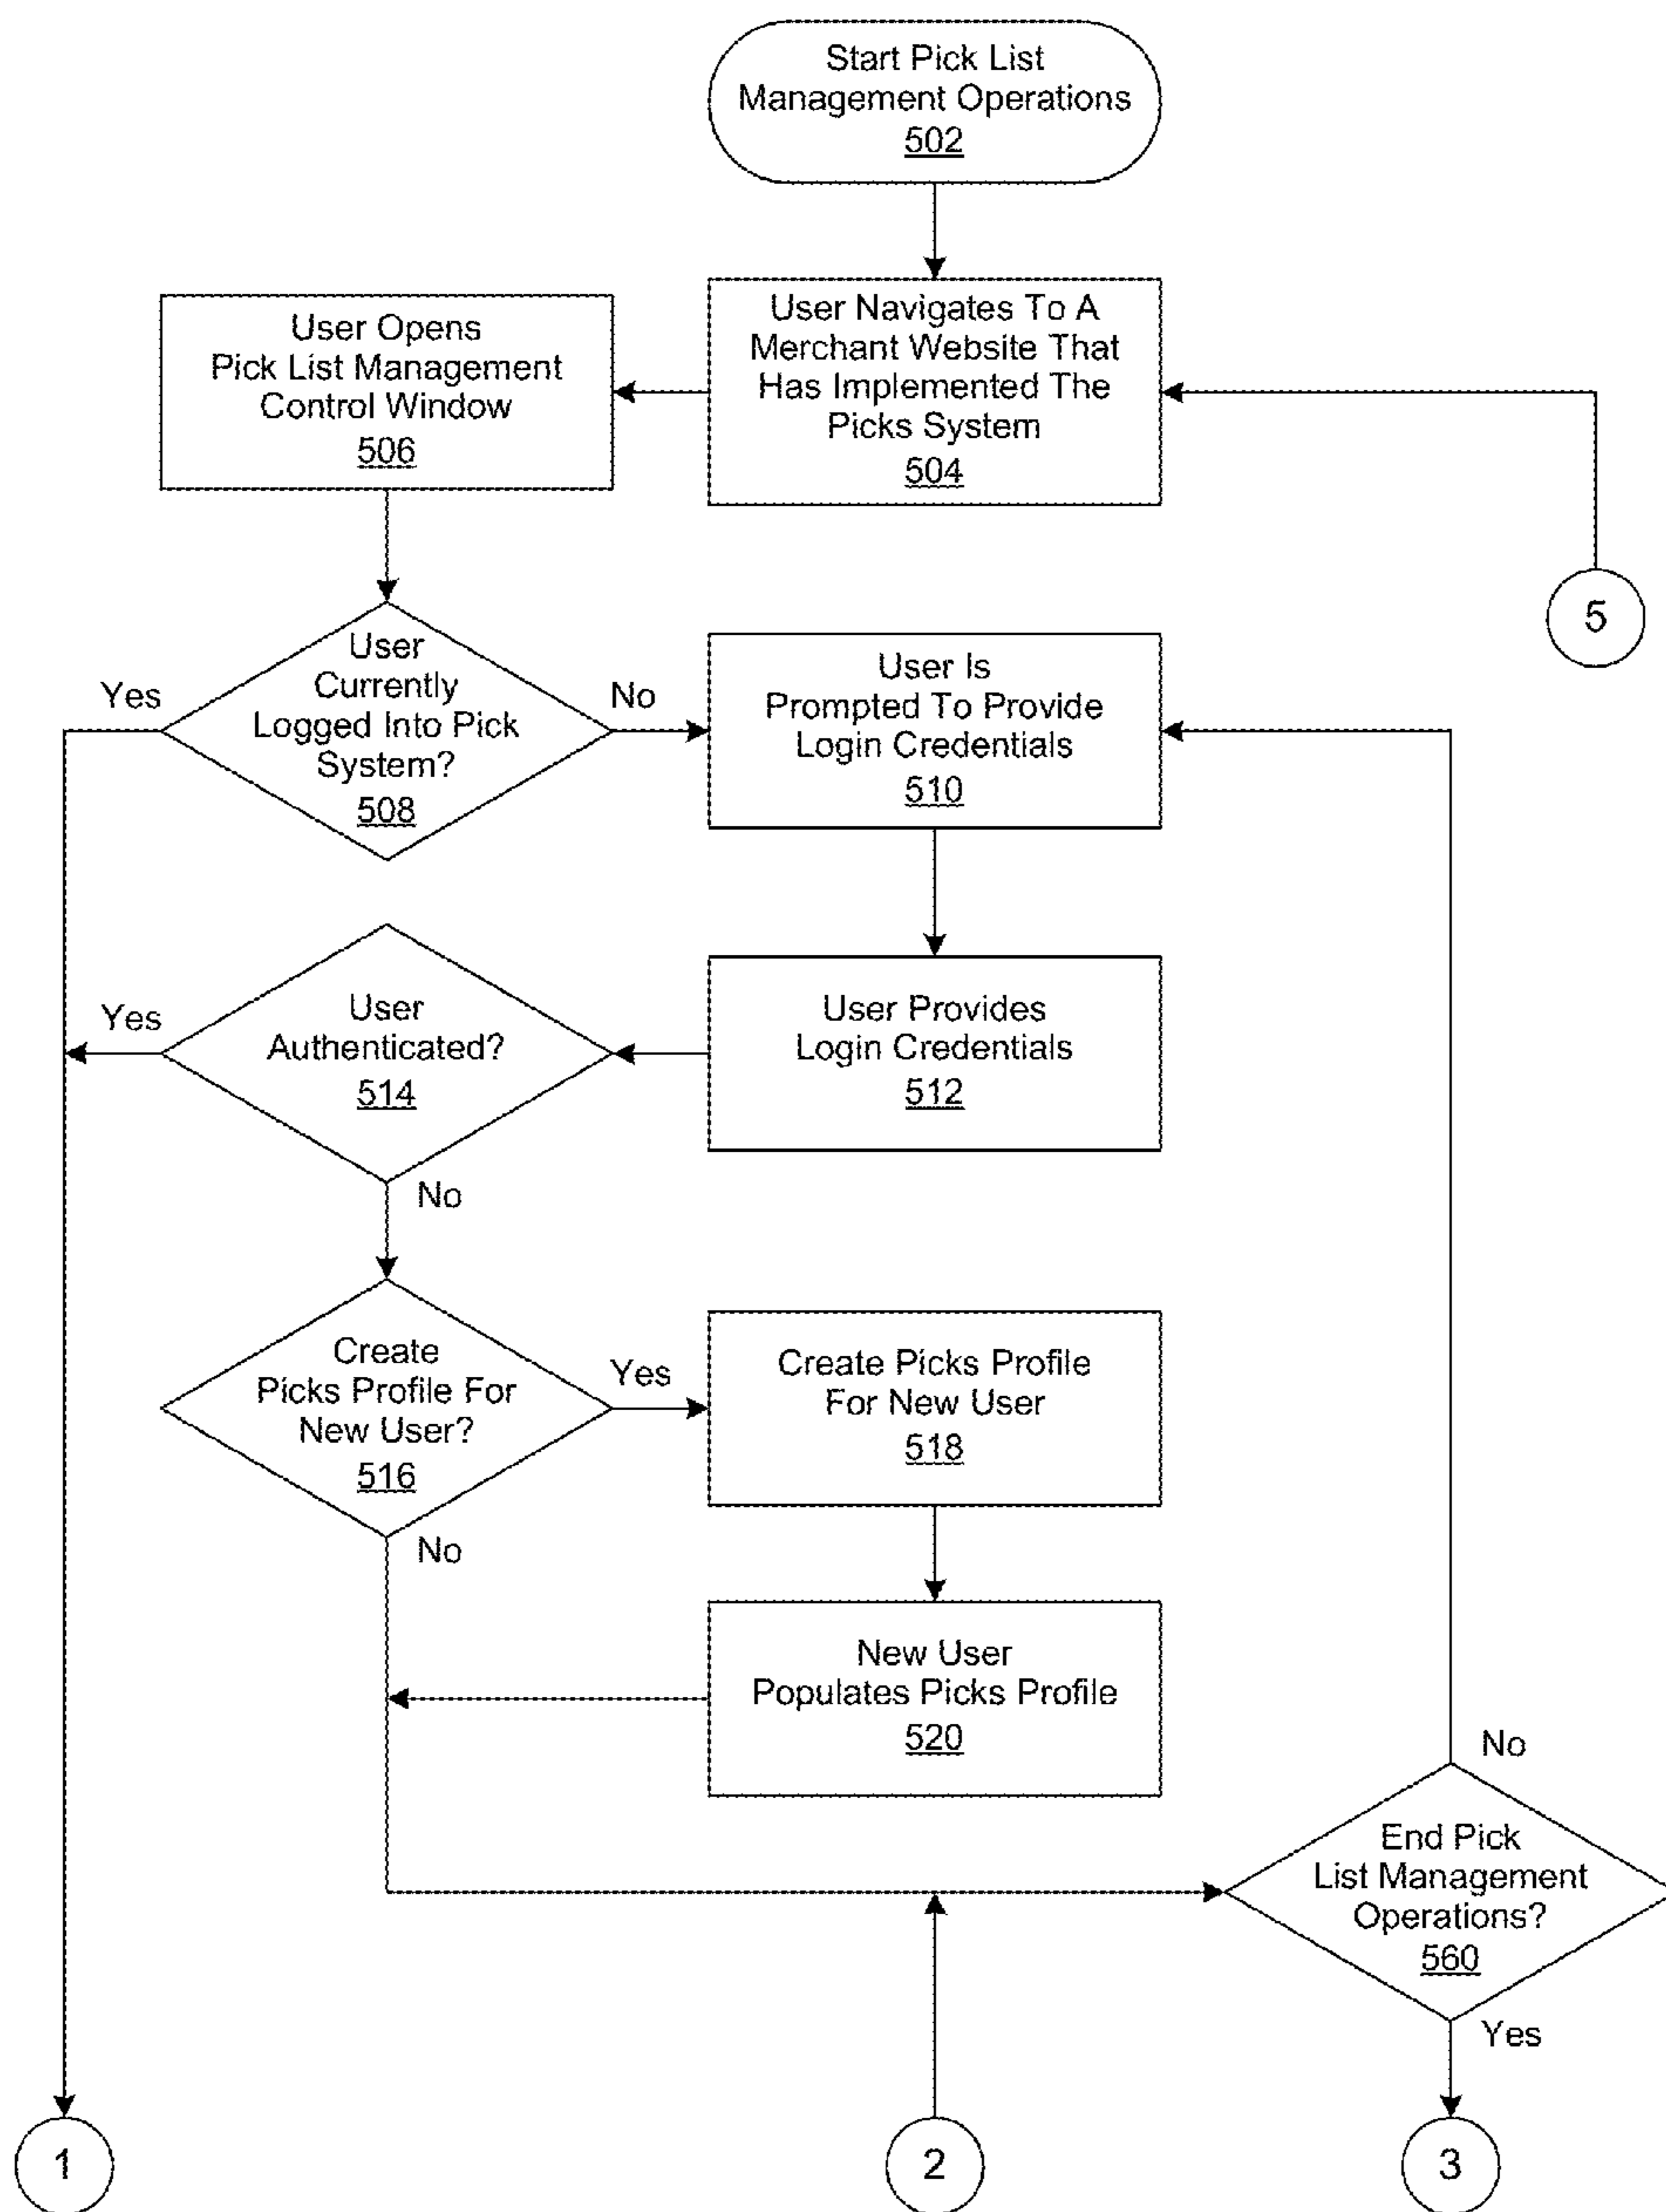 Start Pick List
Management Operations
502
User Opens
Pick List Management
Control Window
506
User Navigates To A
Merchant Website That
Has Implemented The
Picks System
504
5
Yes
User
Currently
Logged Into Pick
System?
508
No
User Is
Prompted To Provide
Login Credentials
510
Yes
User
Authenticated?
514
User Provides
Login Credentials
512
No
Create
Picks Profile For
New User?
516
Yes
Create Picks Profile
For New User
518
No
New User
Populates Picks Profile
520
No
End Pick
List Management
Operations?
560
Yes
1
2
3